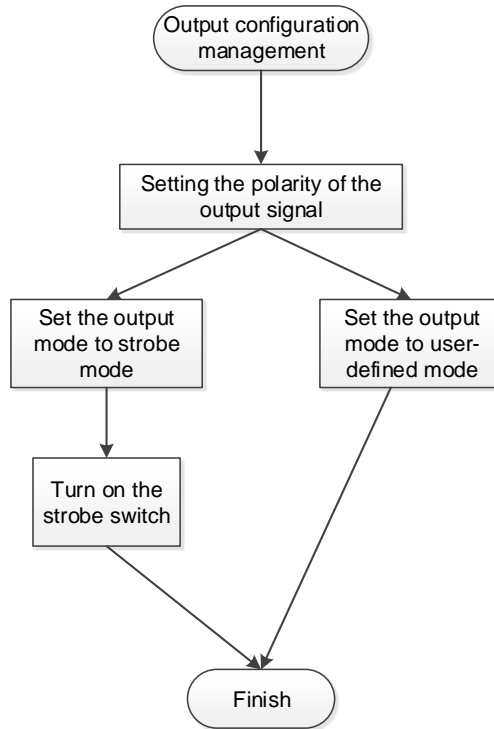 Output configuration
management
Setting the polarity of the
output signal
Set the output
mode to strobe
mode
Set the output
mode to user-
defined mode
Turn on the
strobe switch
Finish